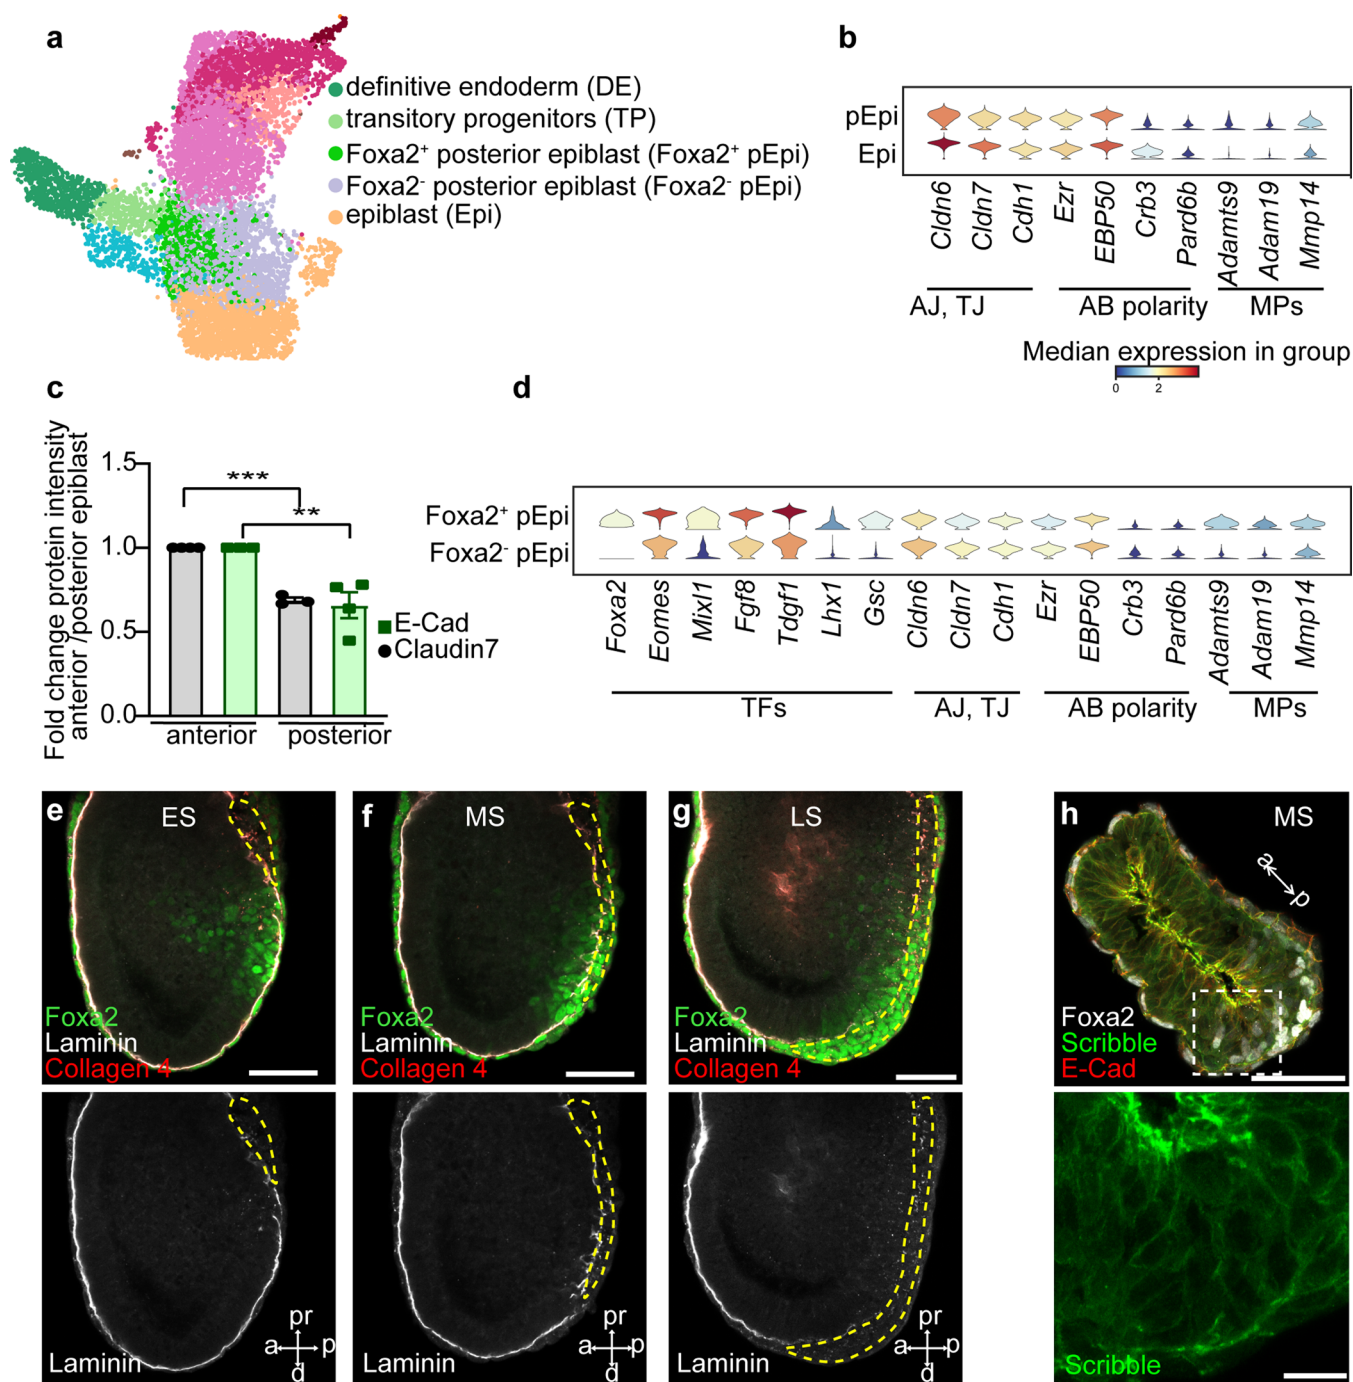 a
definitive endoderm (DE)
transitory progenitors (TP)
Foxa2+ posterior epiblast (Foxa2+ pEpi)
Foxa2- posterior epiblast (Foxa2- pEpi)
epiblast (Epi)
b
pEpi
Epi
Cldn6
Cldn7
Cdh1
Ezr
EBP50
Crb3
Pard6b
Adamts9
Adam19
Mmp14
AJ, TJ
AB polarity
MPs
Median expression in group
0 2
c
Fold change protein intensity
anterior /posterior epiblast
1.5
1.0
0.5
0.0
***
**
E-Cad
Claudin7
anterior
posterior
d
Foxa2+ pEpi
Foxa2- pEpi
Foxa2
Eomes
Mixl1
Fgf8
Tdgf1
Lhx1
Gsc
Cldn6
Cldn7
Cdh1
Ezr
EBP50
Crb3
Pard6b
Adamts9
Adam19
Mmp14
TFs
AJ, TJ
AB polarity
MPs
e
ES
Foxa2
Laminin
Collagen 4
Laminin
pr
a p
d
f
MS
Foxa2
Laminin
Collagen 4
Laminin
pr
a p
d
g
LS
Foxa2
Laminin
Collagen 4
Laminin
pr
a p
d
h
MS
a
p
Foxa2
Scribble
E-Cad
Scribble